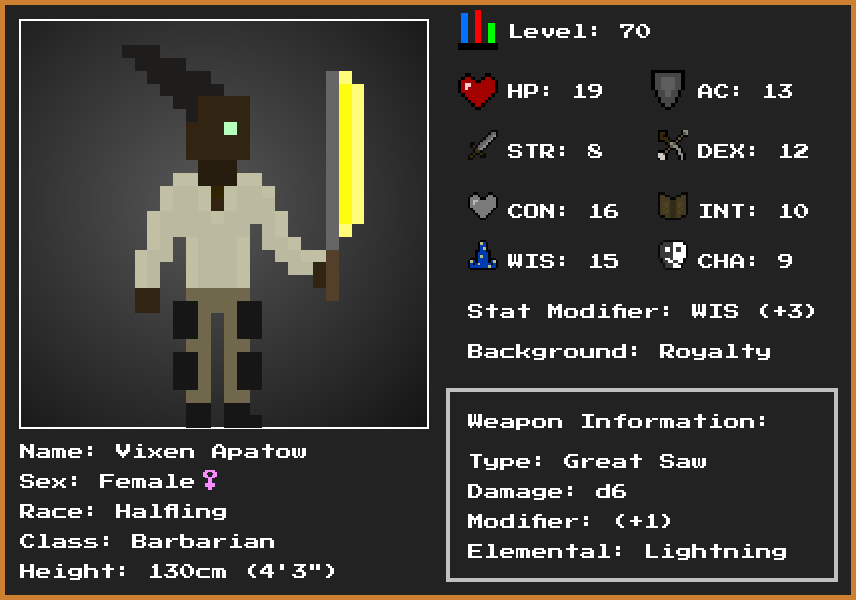 Level: 70
HP: 19
AC: 13
STR: 8
DEX: 12
CON: 16
INT: 10
WIS: 15
CHA: 9
Stat Modifier: WIS (+3)
Background: Royalty
Weapon Information:
Type: Great Saw
Damage: d6
Modifier: (+1)
Elemental: Lightning
Name: Vixen Apatow
Sex: Female♀
Race: Halfling
Class: Barbarian
Height: 130cm (4'3")